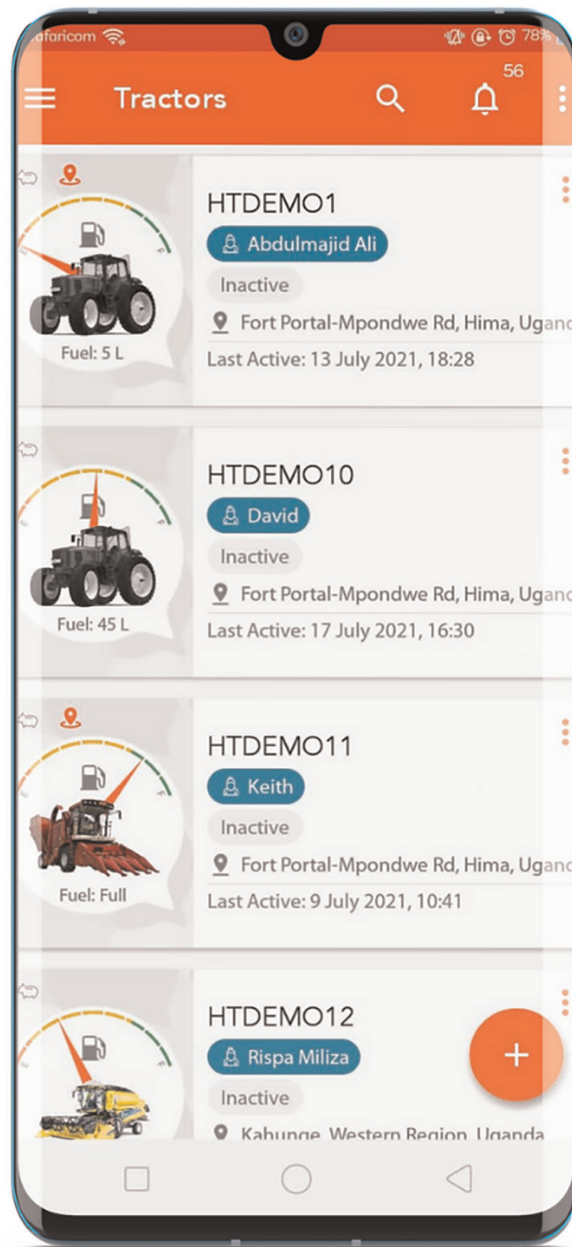 afaricom 78%
56
Tractors
HTDEMO1
Abdulmajid Ali
Inactive
Fort Portal-Mpondwe Rd, Hima, Ugand
Last Active: 13 July 2021, 18:28
E F
Fuel: 5 L
HTDEMO10
David
Inactive
Fort Portal-Mpondwe Rd, Hima, Ugand
Last Active: 17 July 2021, 16:30
E F
Fuel: 45 L
HTDEMO11
Keith
Inactive
Fort Portal-Mpondwe Rd, Hima, Ugand
Last Active: 9 July 2021, 10:41
E F
Fuel: Full
HTDEMO12
Rispa Miliza
Inactive
Kahunge, Western Region, Uganda
E F